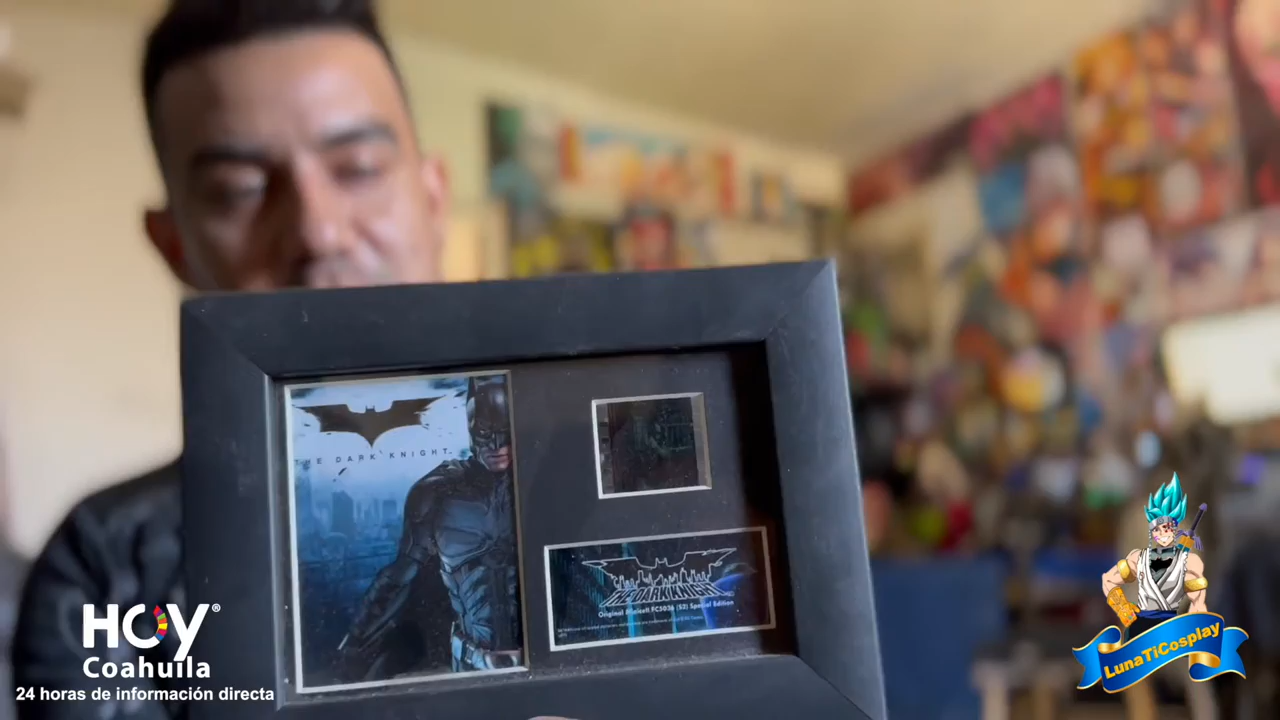 THE DARK KNIGHT
THE DARK KNIGHT
Original Minicell FC5036 (S2) Special Edition
HOY®
Coahuila
24 horas de información directa
LunaTiCosplay